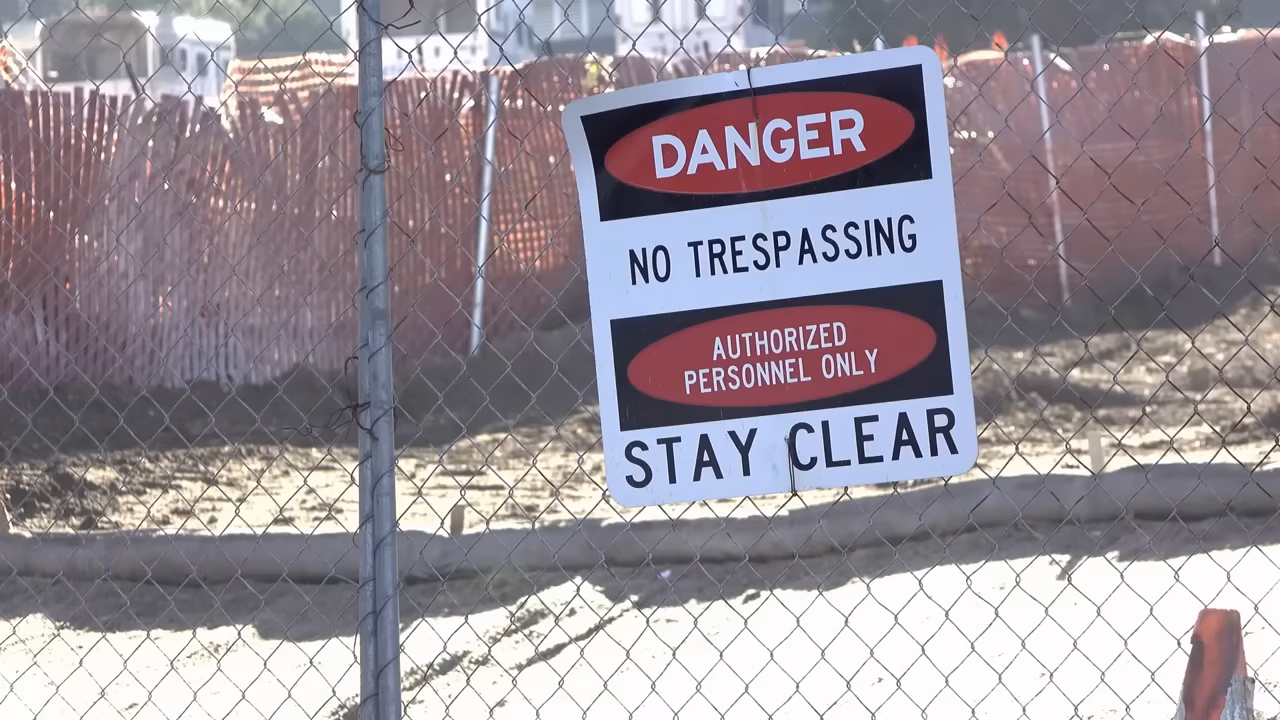 DANGER
NO TRESPASSING
AUTHORIZED
PERSONNEL ONLY
STAY CLEAR